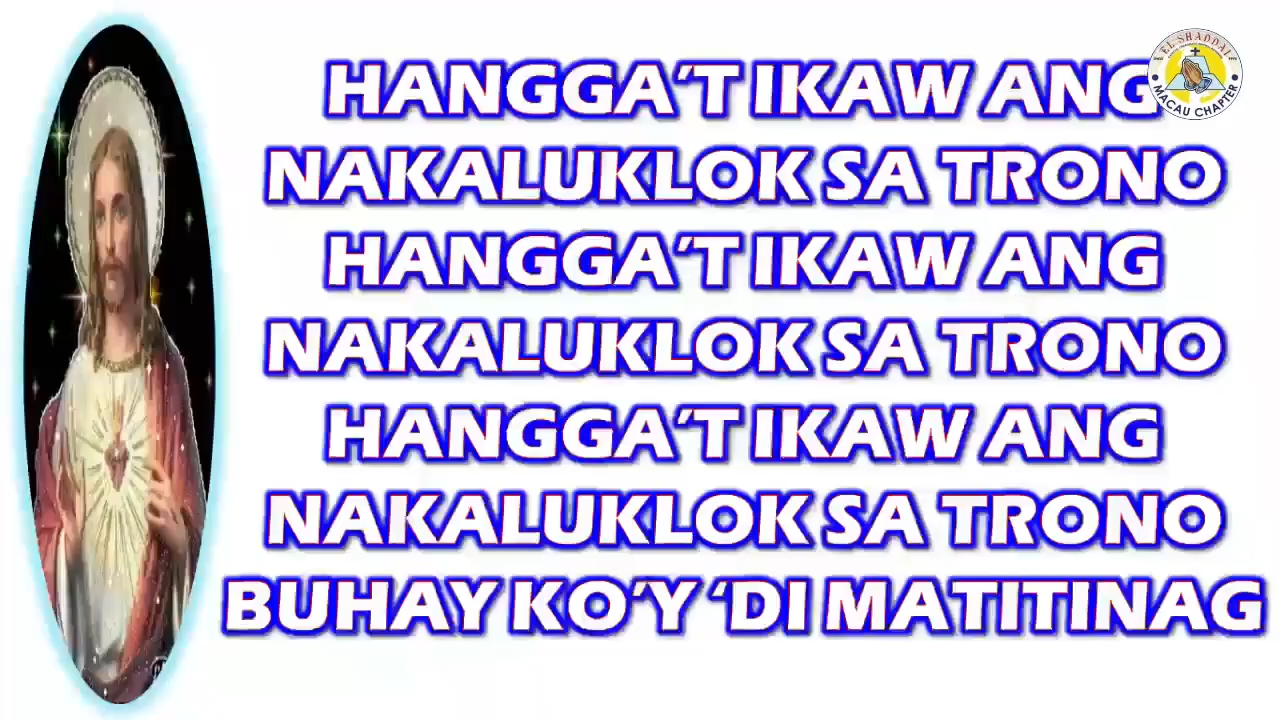 HANGGA'T IKAW ANG
NAKALUKLOK SA TRONO
HANGGA'T IKAW ANG
NAKALUKLOK SA TRONO
HANGGA'T IKAW ANG
NAKALUKLOK SA TRONO
BUHAY KO'Y 'DI MATITINAG
EL SHADDAI
MACAU CHAPTER